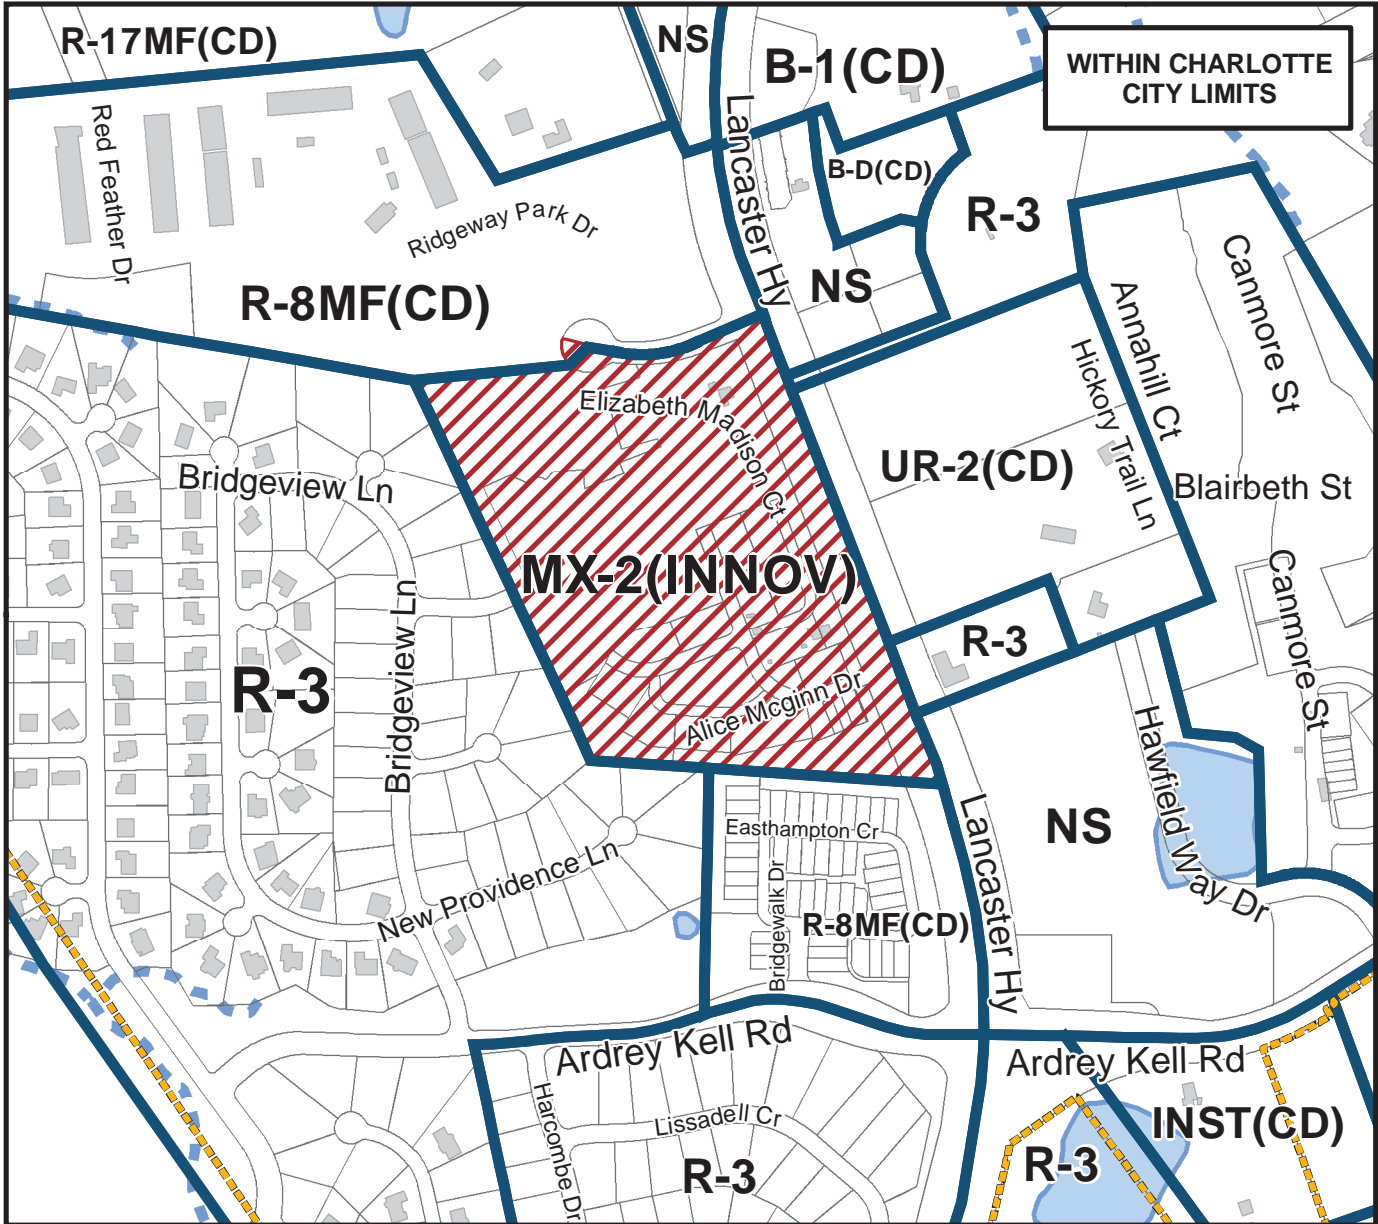 R-17MF(CD)
NS
B-1(CD)
WITHIN CHARLOTTE
CITY LIMITS
Red Feather Dr
Lancaster Hy
B-D(CD)
Ridgeway Park Dr
R-3
R-8MF(CD)
NS
Annahill Ct
Canmore St
Hickory Trail Ln
Elizabeth Madison Ct
Bridgeview Ln
UR-2(CD)
Blairbeth St
MX-2(INNOV)
Canmore St
Bridgeview Ln
R-3
R-3
Alice Mcginn Dr
Hawfield Way Dr
Lancaster Hy
NS
Easthampton Cr
New Providence Ln
Bridgewalk Dr
R-8MF(CD)
Ardrey Kell Rd
Ardrey Kell Rd
Harcombe Dr
Lissadell Cr
INST(CD)
R-3
R-3